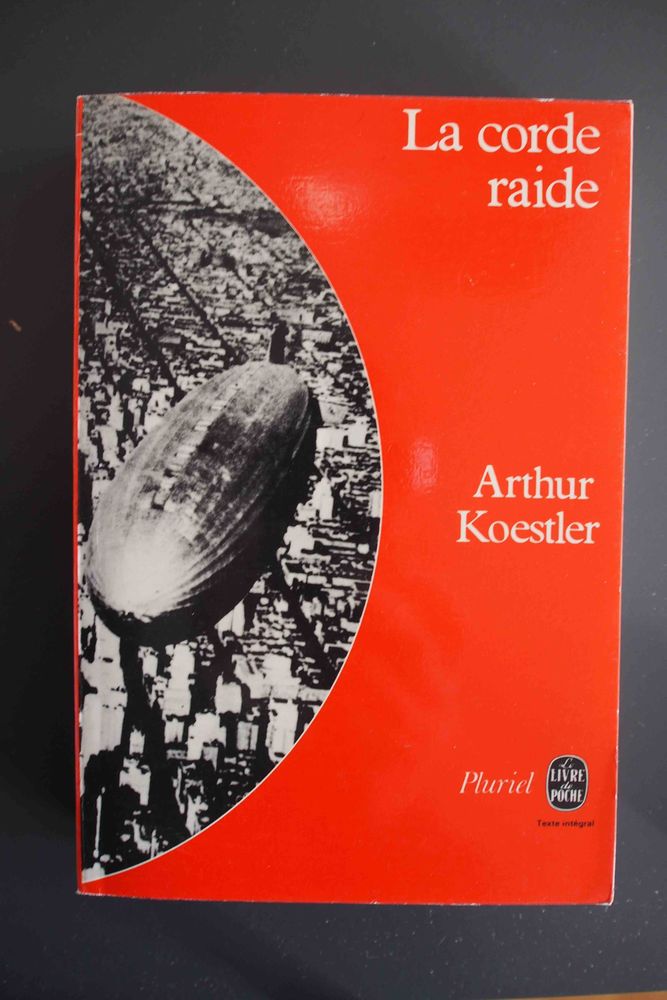 La corde
raide
Arthur
Koestler
Pluriel
Le
LIVRE
de
POCHE
Texte intégral